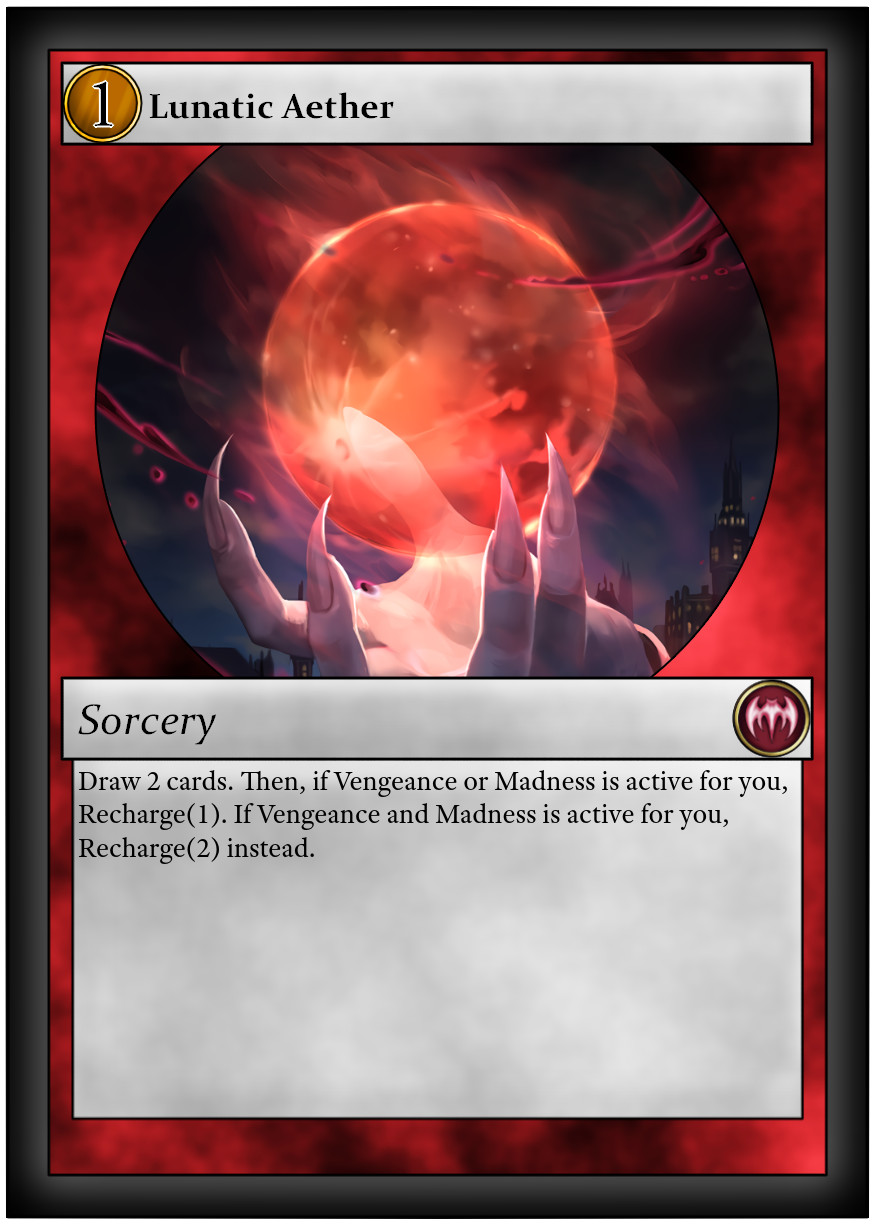 1 Lunatic Aether
Sorcery
Draw 2 cards. Then, if Vengeance or Madness is active for you,
Recharge(1). If Vengeance and Madness is active for you,
Recharge(2) instead.